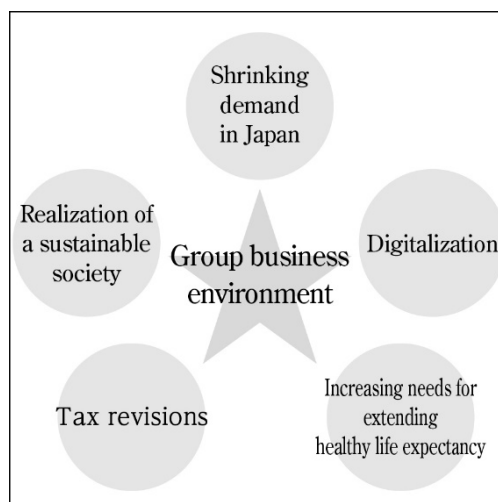 Shrinking
demand
in Japan
Realization of
a sustainable
society
Digitalization
Group business
environment
Tax revisions
Increasing needs for
extending
healthy life expectancy